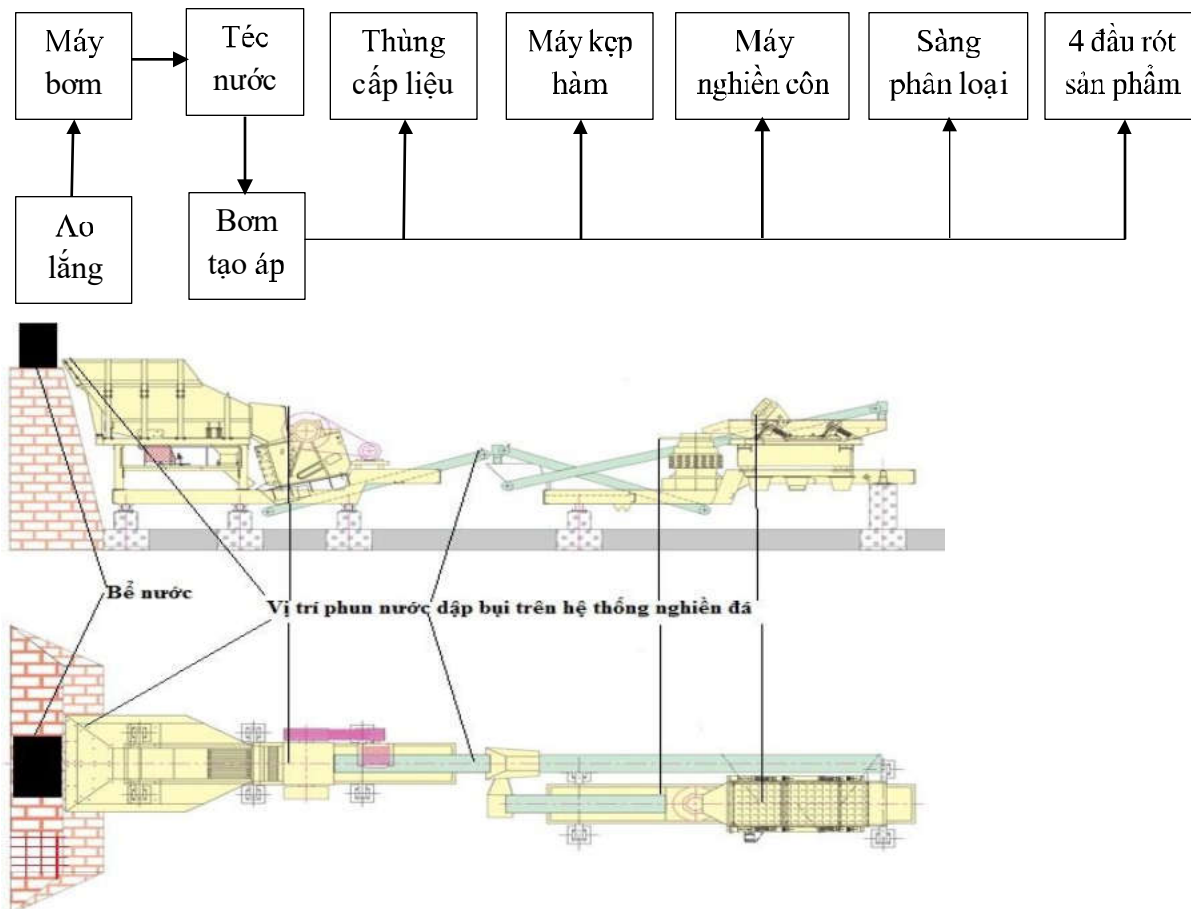 Máy
bơm
Téc
nước
Thùng
cấp liệu
Máy kẹp
hàm
Máy
nghiền côn
Sàng
phân loại
4 đầu rót
sản phẩm
Ao
lắng
Bơm
tạo áp
Bể nước
Vị trí phun nước dập bụi trên hệ thống nghiền đá